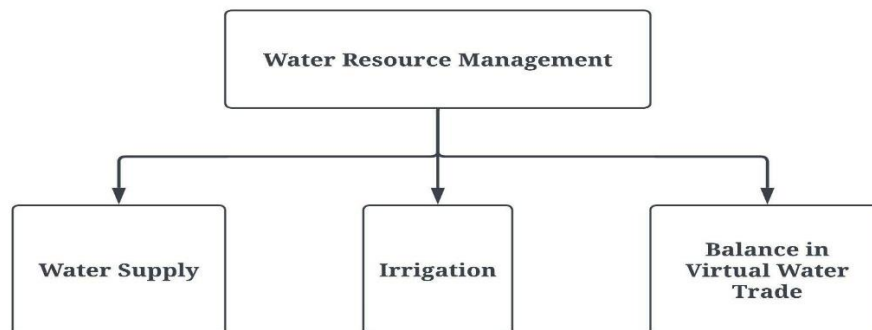 Water Resource Management
Water Supply
Irrigation
Balance in
Virtual Water
Trade